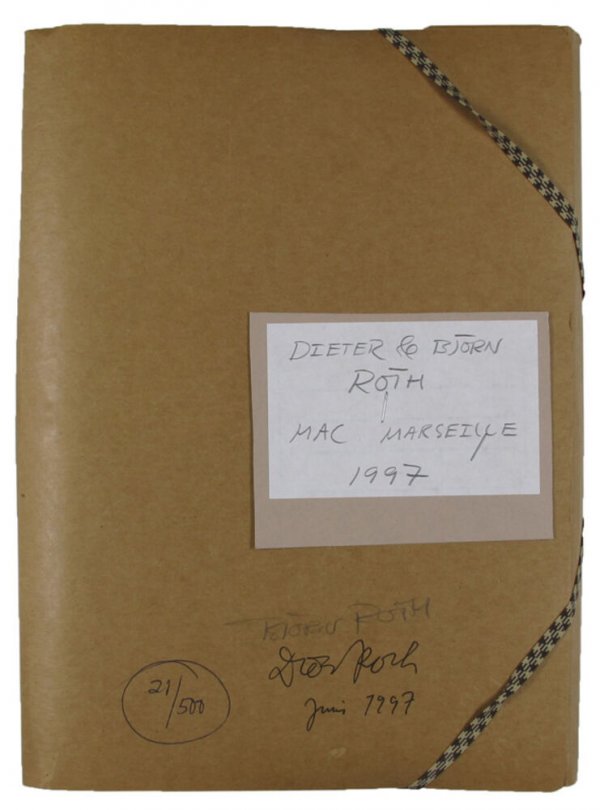 DIETER & BJÖRN
ROTH
MAC MARSEILLE
1997
BJÖRN ROTH
Dieter Roth
Juni 1997
21/500